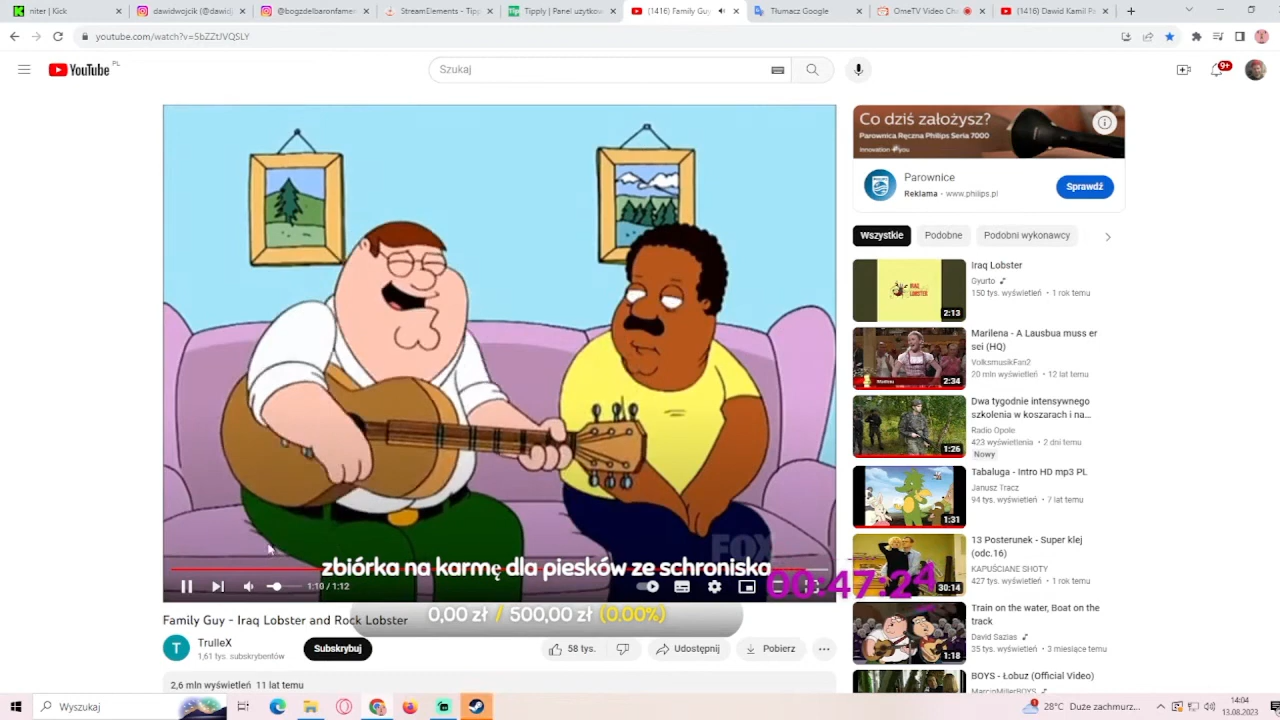 niter | Kick
dawidwojcik (@dawidj
@bogzdelbaronfamer
StreamElements - Tipp
Tipply | Panel użytkow
(1416) Family Guy
Tłumacz Google
OmeTV Video Cha
(1416) Dawid Kamil Pa
youtube.com/watch?v=5bZZtJVQSLY
YouTube PL
Szukaj
9+
Co dziś założysz?
Parownica Ręczna Philips Seria 7000
innovation you
Parownice
Reklama · www.philips.pl
Sprawdź
Wszystkie
Podobne
Podobni wykonawcy
Iraq Lobster
Gyurto
150 tys. wyświetleń • 1 rok temu
2:13
Marilena - A Lausbua muss er
sei (HQ)
VolksmusikFan2
20 mln wyświetleń • 12 lat temu
2:34
Dwa tygodnie intensywnego
szkolenia w koszarach i na...
Radio Opole
423 wyświetlenia • 2 dni temu
Nowy
1:26
Tabaluga - Intro HD mp3 PL
Janusz Tracz
94 tys. wyświetleń • 7 lat temu
1:31
13 Posterunek - Super klej
(odc.16)
KAPUŚCIANE SHOTY
427 tys. wyświetleń • 1 rok temu
30:14
Train on the water, Boat on the
track
David Sazias
35 tys. wyświetleń • 3 miesiące temu
1:18
BOYS - Łobuz (Official Video)
MarcinMillerBOYS
FOX
zbiórka na karmę dla piesków ze schroniska
00:47:24
1:10 / 1:12
0,00 zł / 500,00 zł (0.00%)
Family Guy - Iraq Lobster and Rock Lobster
T
TrulleX
1,61 tys. subskrybentów
Subskrybuj
58 tys.
Udostępnij
Pobierz
2,6 mln wyświetleń 11 lat temu
Wyszukaj
28°C Duże zachmurz...
14:04
13.08.2023